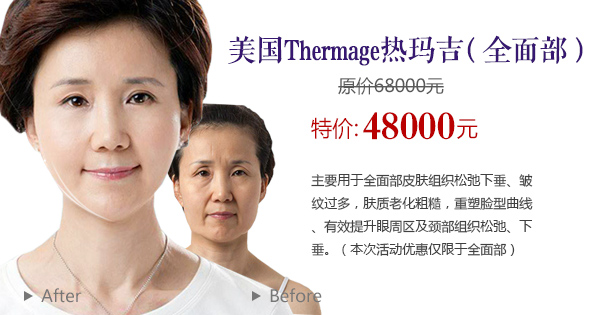 美国Thermage热玛吉(全面部)
原价68000元
特价:48000元
主要用于全面部皮肤组织松弛下垂、皱
纹过多，肤质老化粗糙，重塑脸型曲线
、有效提升眼周区及颈部组织松弛、下
垂。（本次活动优惠仅限于全面部）
After
Before